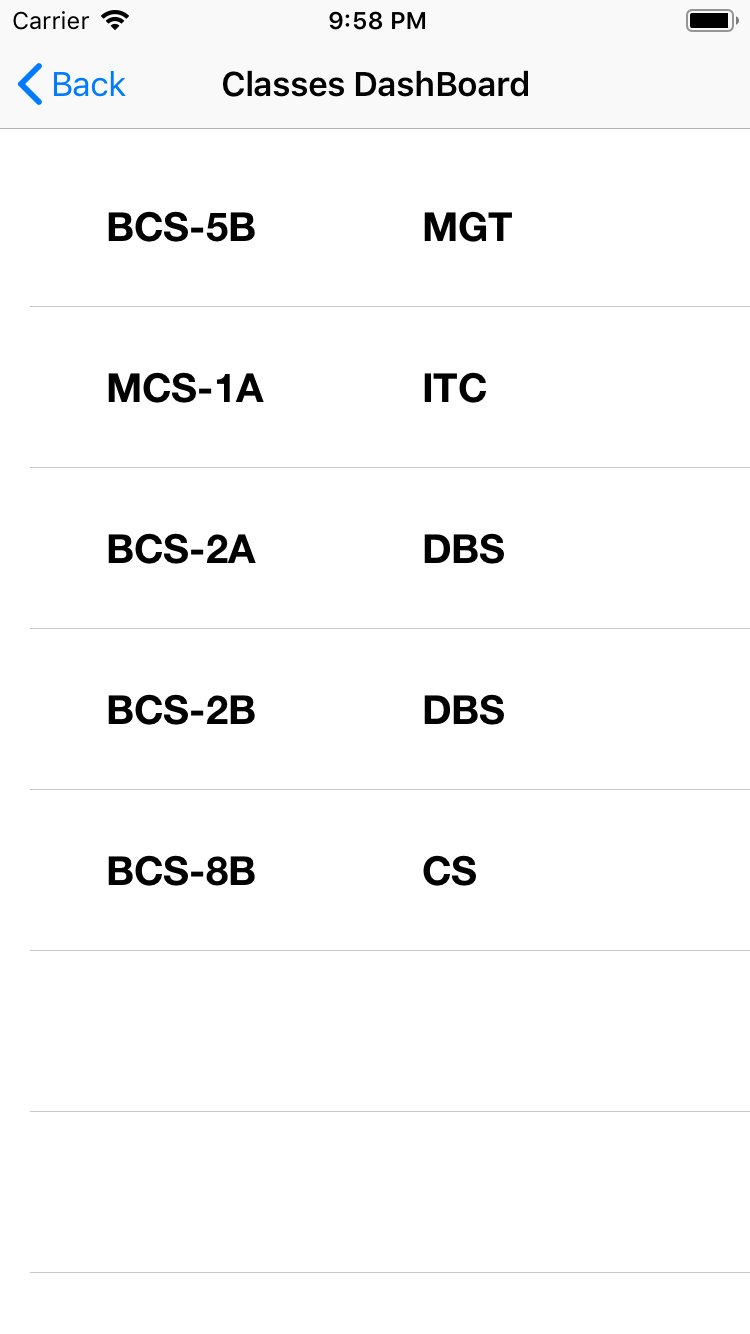 Carrier 9:58 PM
Back Classes DashBoard
BCS-5B MGT
MCS-1A ITC
BCS-2A DBS
BCS-2B DBS
BCS-8B CS